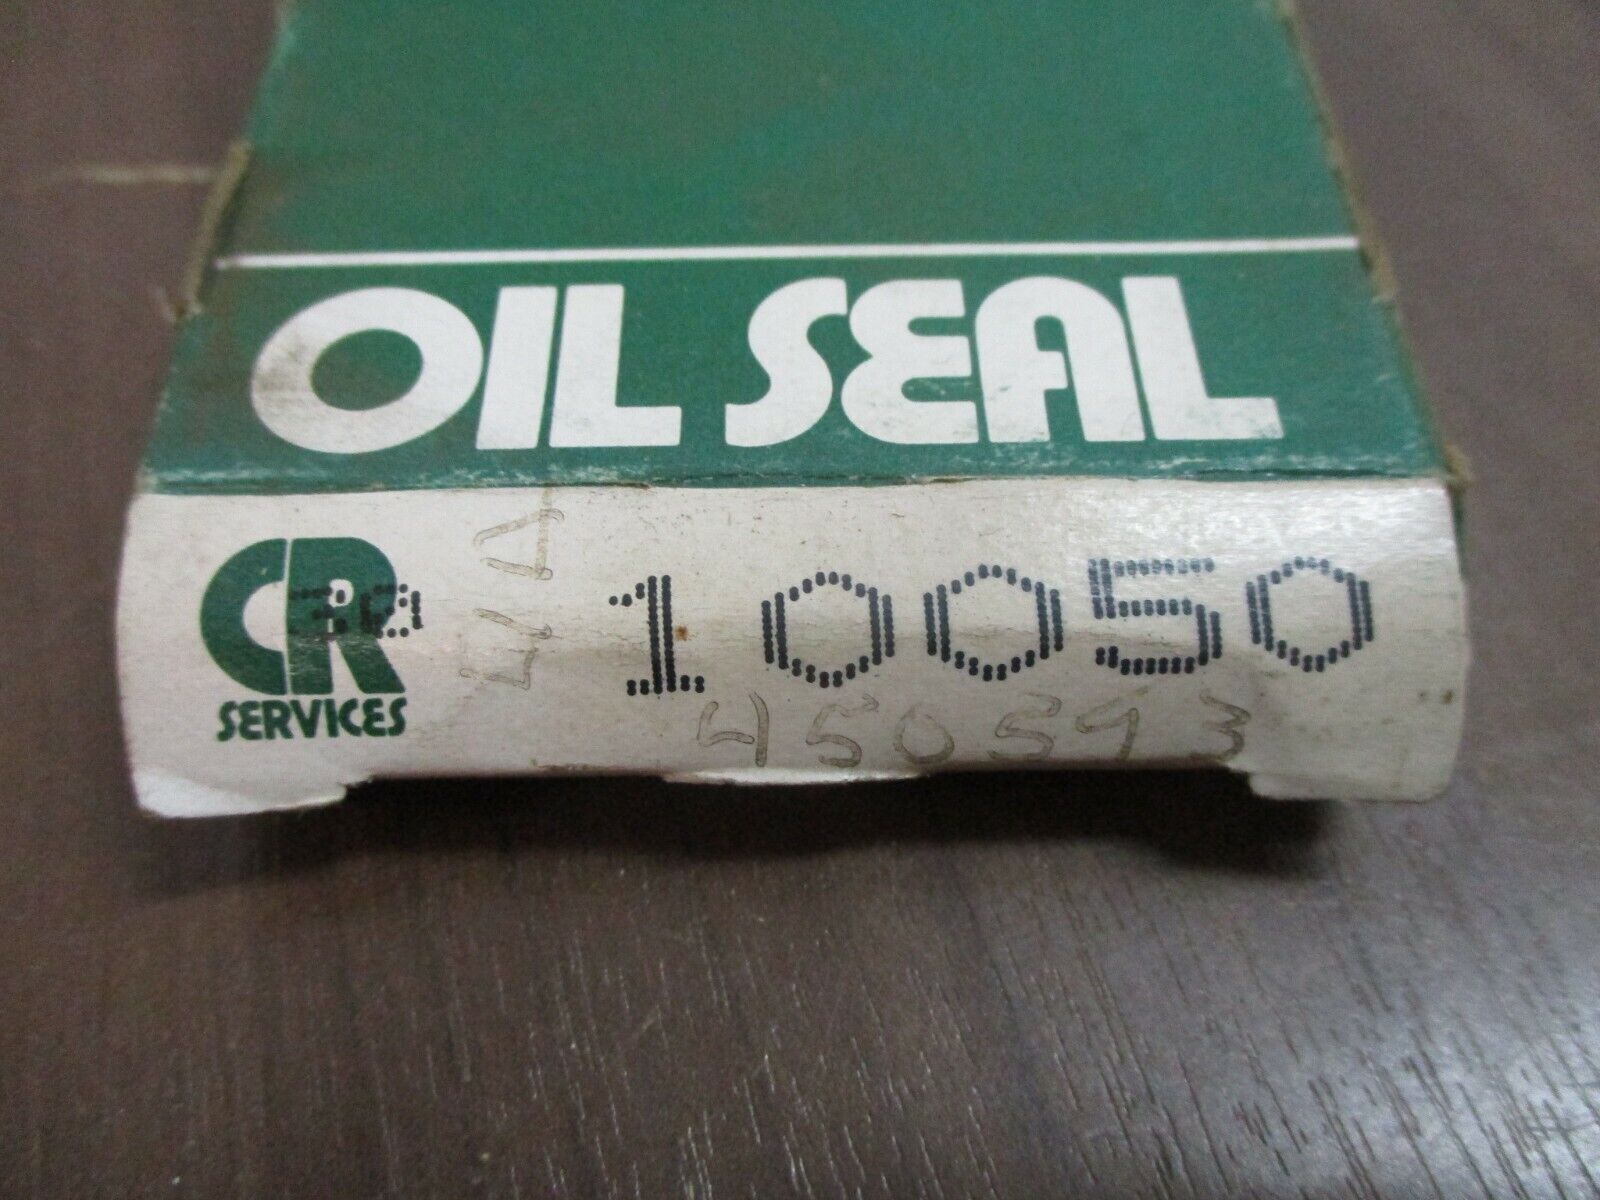 OIL SEAL
CR
SERVICES
10050
450593